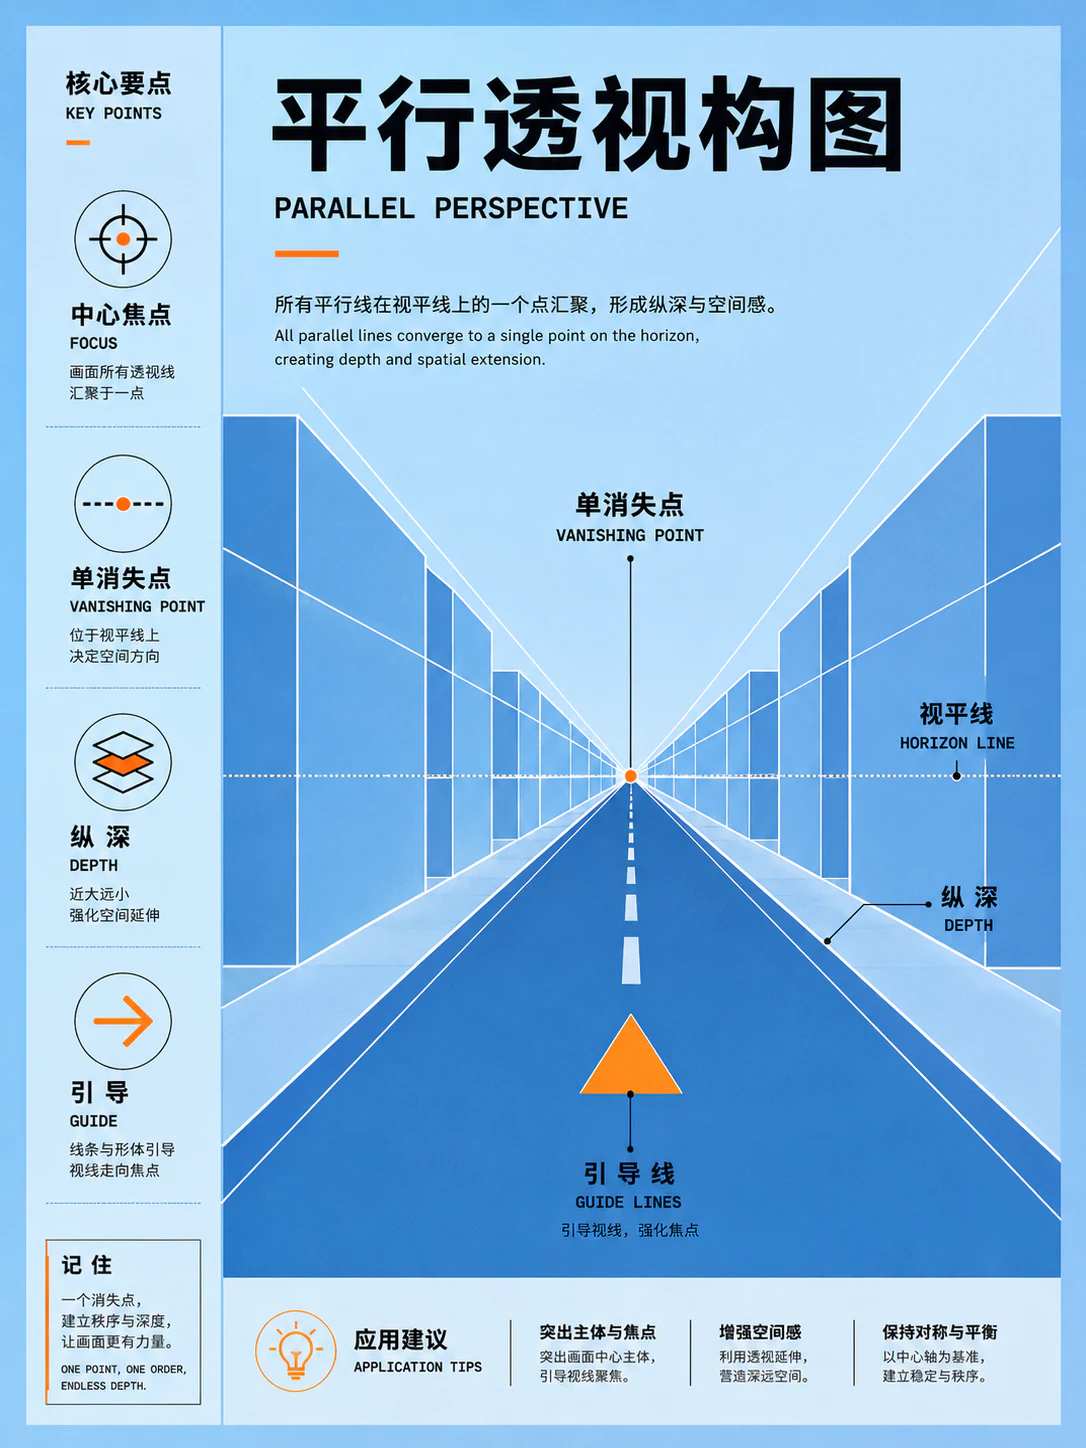 核心要点
KEY POINTS
中心焦点
FOCUS
画面所有透视线
汇聚于一点
单消失点
VANISHING POINT
位于视平线上
决定空间方向
纵 深
DEPTH
近大远小
强化空间延伸
引 导
GUIDE
线条与形体引导
视线走向焦点
记 住
一个消失点，
建立秩序与深度，
让画面更有力量。
ONE POINT, ONE ORDER,
ENDLESS DEPTH.
平行透视构图
PARALLEL PERSPECTIVE
所有平行线在视平线上的一个点汇聚，形成纵深与空间感。
All parallel lines converge to a single point on the horizon,
creating depth and spatial extension.
单消失点
VANISHING POINT
视平线
HORIZON LINE
纵 深
DEPTH
引 导 线
GUIDE LINES
引导视线，强化焦点
应用建议
APPLICATION TIPS
突出主体与焦点
突出画面中心主体，
引导视线聚焦。
增强空间感
利用透视延伸，
营造深远空间。
保持对称与平衡
以中心轴为基准，
建立稳定与秩序。